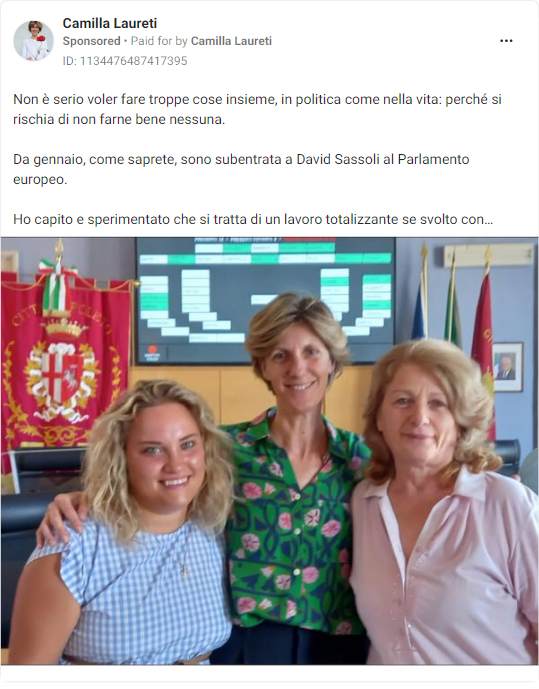 Camilla Laureti
Sponsored • Paid for by Camilla Laureti
ID: 1134476487417395
Non è serio voler fare troppe cose insieme, in politica come nella vita: perché si
rischia di non farne bene nessuna.
Da gennaio, come saprete, sono subentrata a David Sassoli al Parlamento
europeo.
Ho capito e sperimentato che si tratta di un lavoro totalizzante se svolto con...